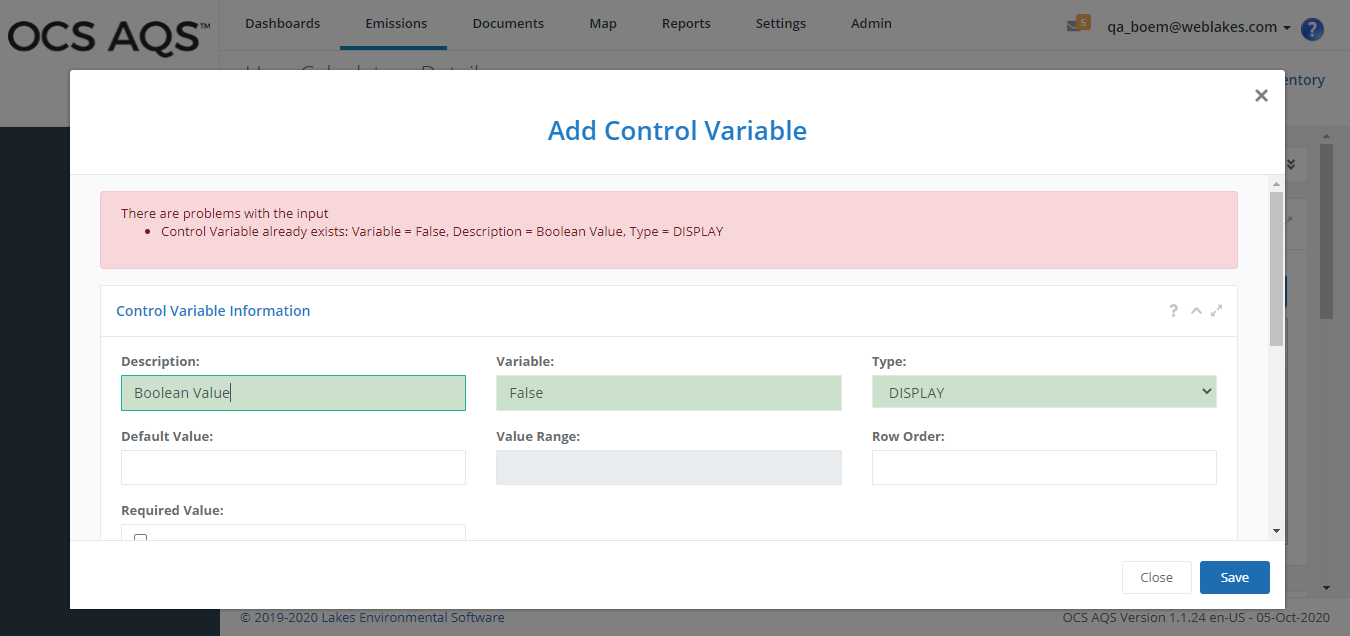 OCS AQS™
Dashboards Emissions Documents Map Reports Settings Admin 5 qa_boem@weblakes.com ?
entory
×
Add Control Variable
There are problems with the input
• Control Variable already exists: Variable = False, Description = Boolean Value, Type = DISPLAY
Control Variable Information ?
Description: Variable: Type:
Boolean Value False DISPLAY
Default Value: Value Range: Row Order:
Required Value:
Close Save
© 2019-2020 Lakes Environmental Software OCS AQS Version 1.1.24 en-US - 05-Oct-2020